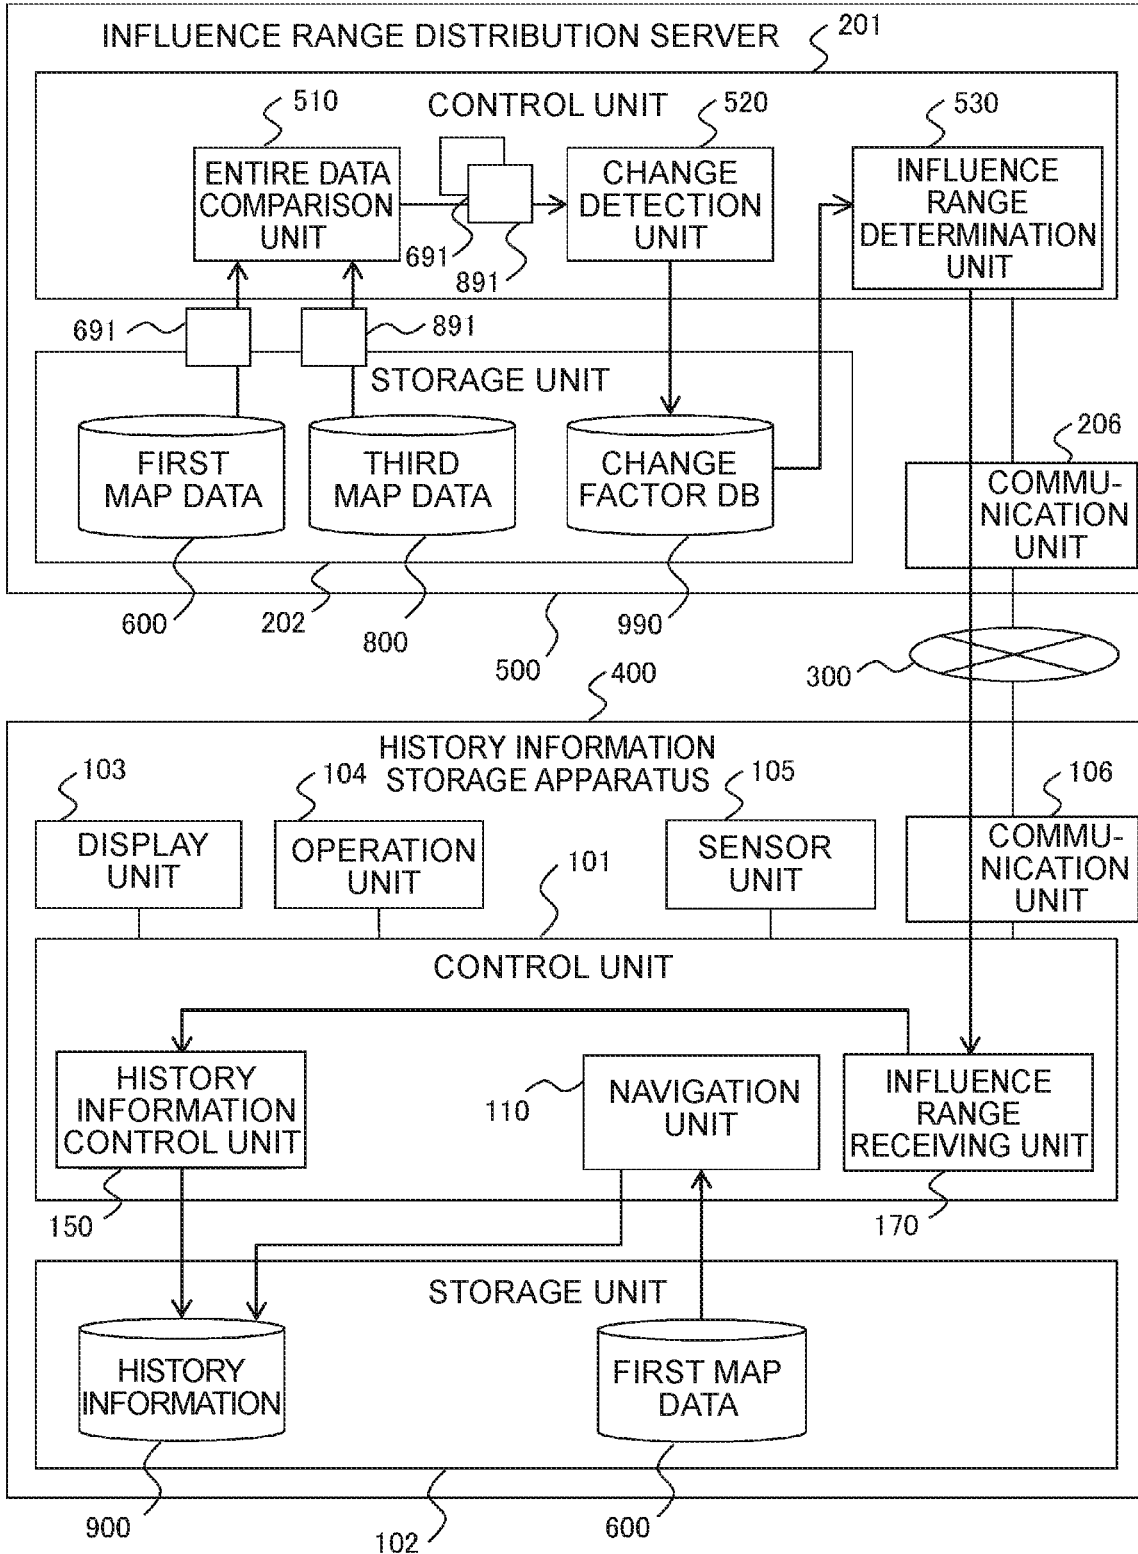 INFLUENCE RANGE DISTRIBUTION SERVER
201
510
CONTROL UNIT
520
530
ENTIRE DATA
COMPARISON
UNIT
CHANGE
DETECTION
UNIT
INFLUENCE
RANGE
DETERMINATION
UNIT
691
891
691
891
STORAGE UNIT
FIRST
MAP DATA
THIRD
MAP DATA
CHANGE
FACTOR DB
206
COMMU-
NICATION
UNIT
600
202
800
990
500
300
400
HISTORY INFORMATION
STORAGE APPARATUS
103
104
105
106
DISPLAY
UNIT
OPERATION
UNIT
SENSOR
UNIT
COMMU-
NICATION
UNIT
101
CONTROL UNIT
HISTORY
INFORMATION
CONTROL UNIT
110
NAVIGATION
UNIT
INFLUENCE
RANGE
RECEIVING UNIT
150
170
STORAGE UNIT
HISTORY
INFORMATION
FIRST MAP
DATA
900
102
600